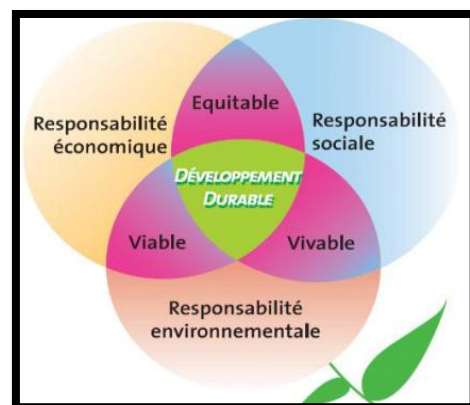 Equitable
Responsabilité
économique
Responsabilité
sociale
DÉVELOPPEMENT
DURABLE
Viable
Vivable
Responsabilité
environnementale